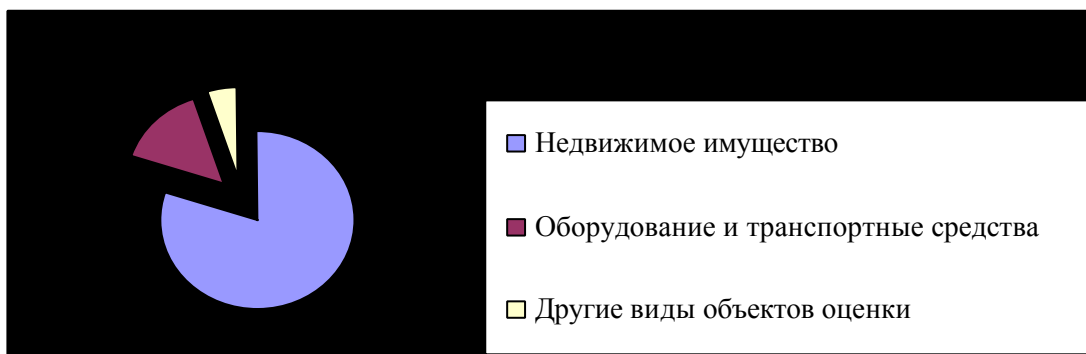 Недвижимое имущество
Оборудование и транспортные средства
Другие виды объектов оценки